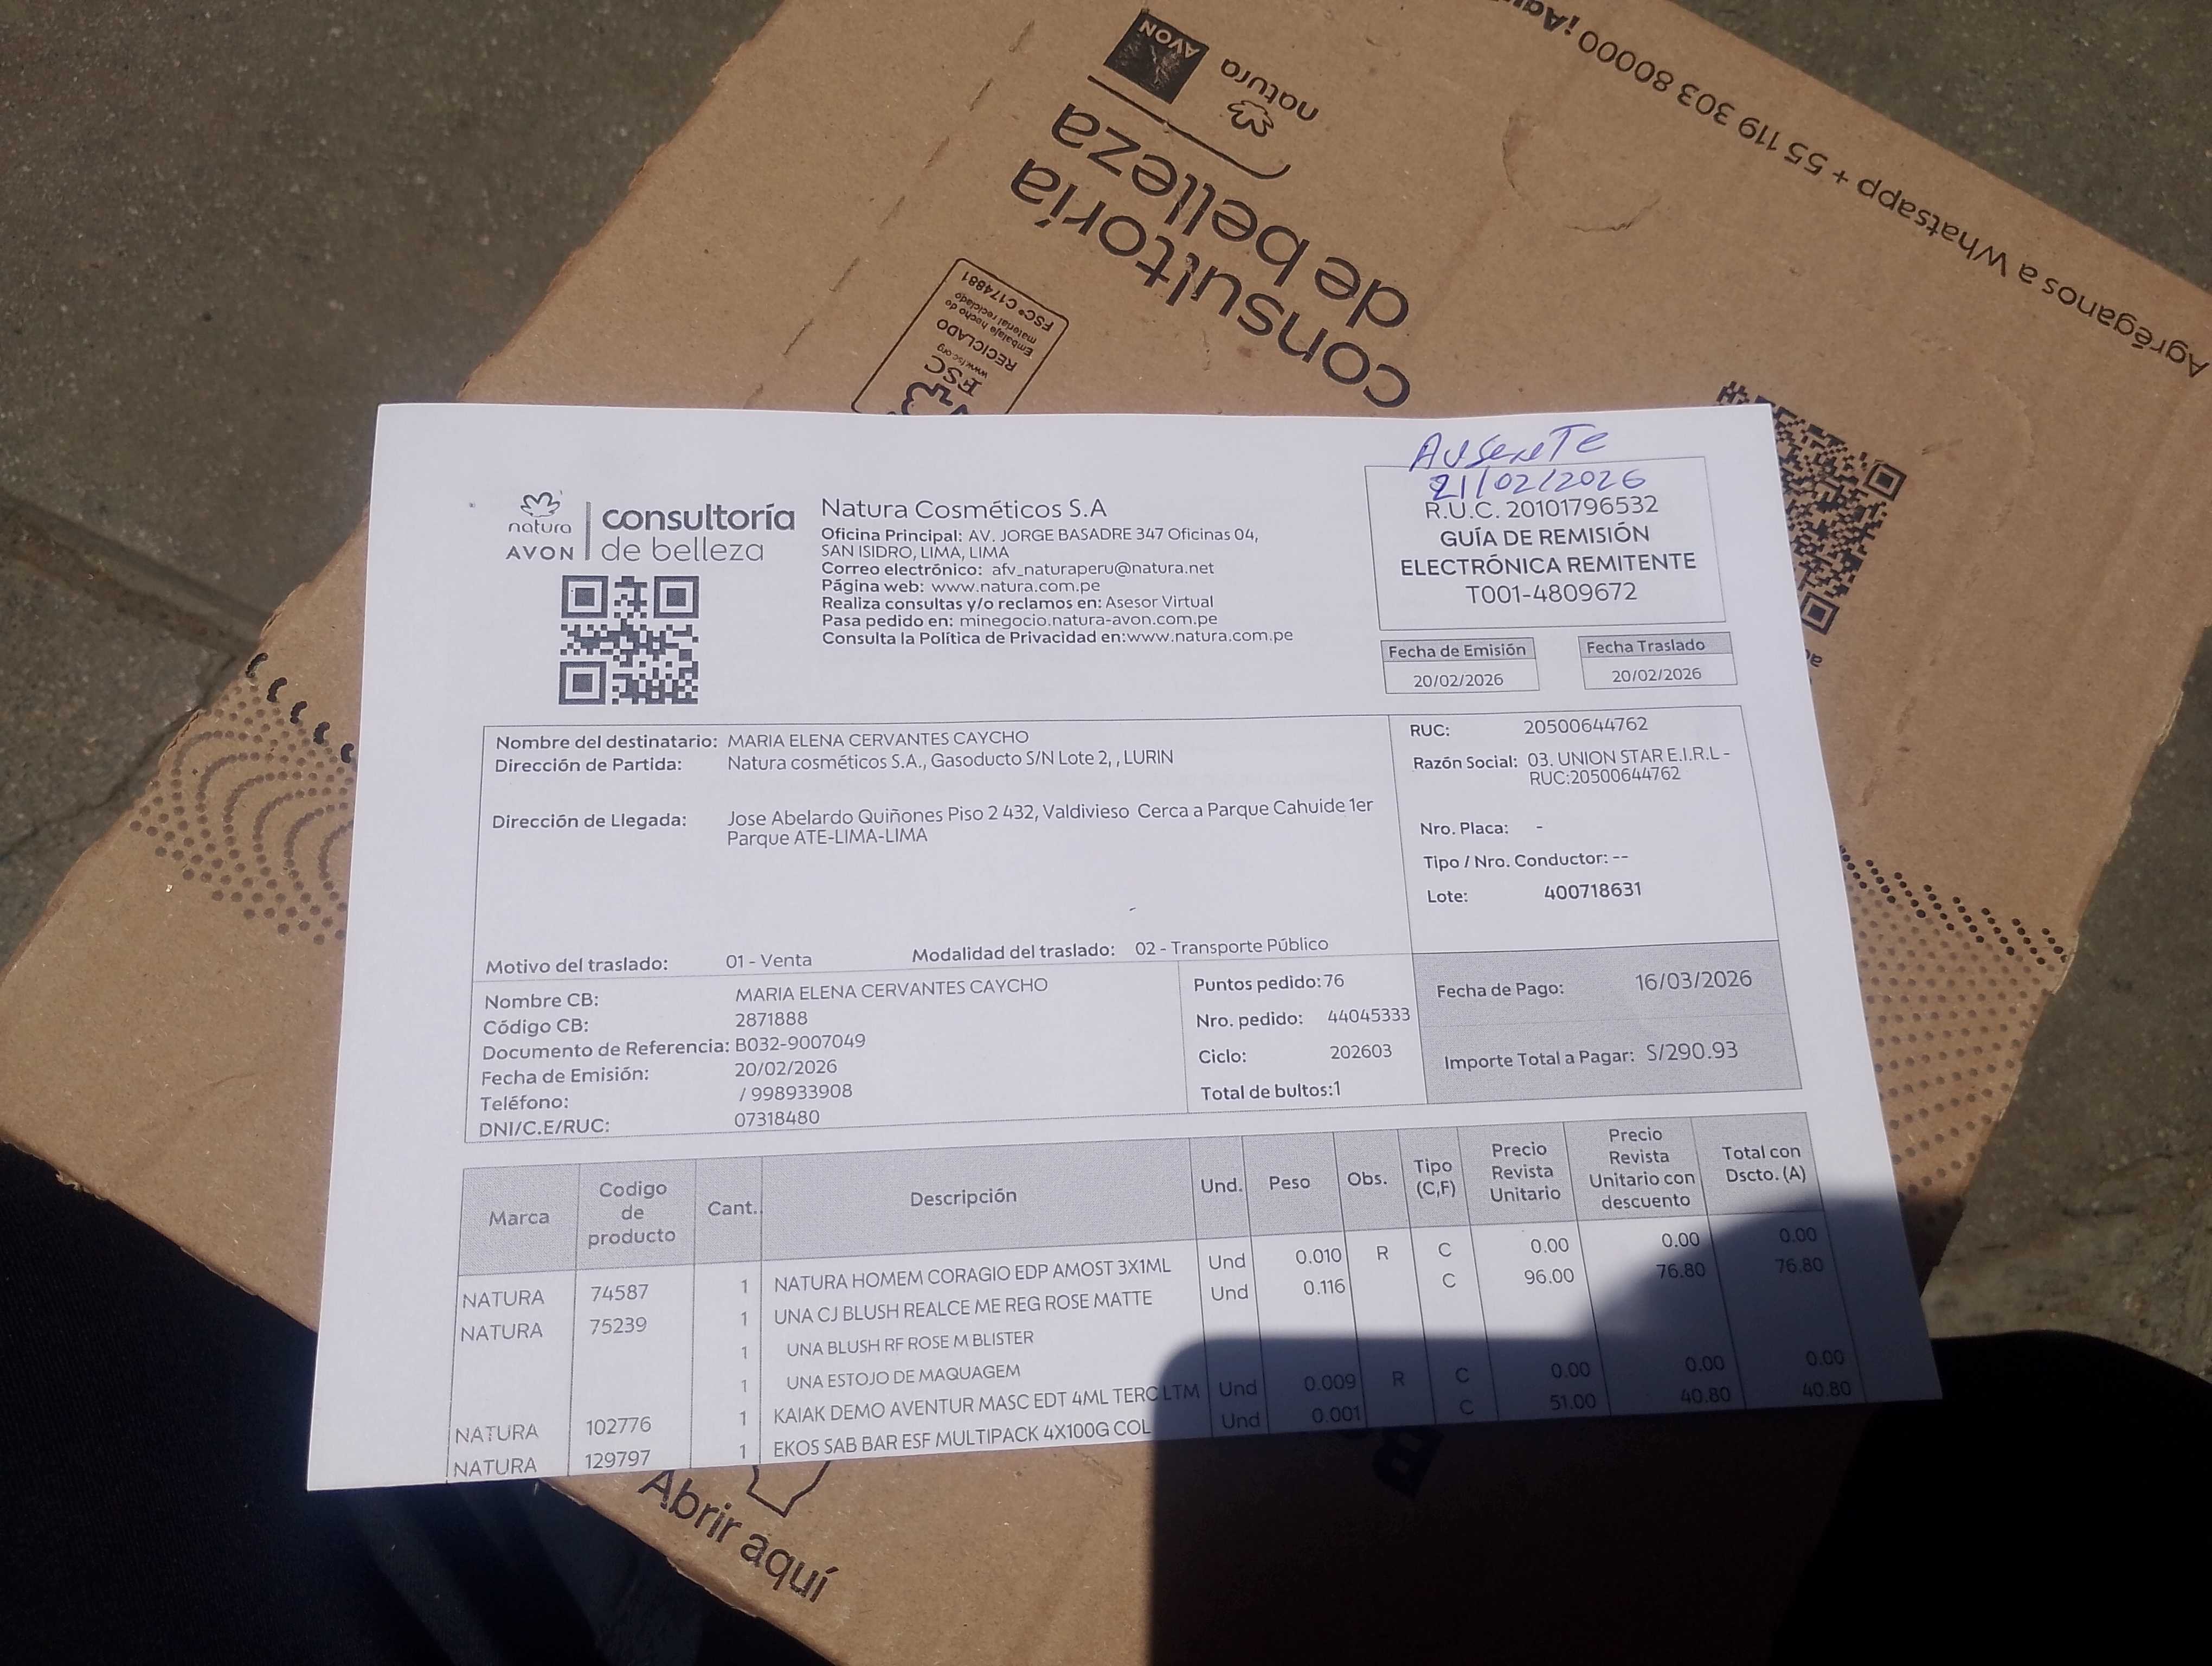 Agréganos a Whatsapp + 55 119 303 80000
AVON
natura
consultoría
de belleza
FSC
www.fsc.org
RECICLADO
Embalaje hecho de
material reciclado
FSC® C174881
Ausente
21/02/2026
natura
AVON
consultoría
de belleza
Natura Cosméticos S.A
Oficina Principal: AV. JORGE BASADRE 347 Oficinas 04,
SAN ISIDRO, LIMA, LIMA
Correo electrónico: afv_naturaperu@natura.net
Página web: www.natura.com.pe
Realiza consultas y/o reclamos en: Asesor Virtual
Pasa pedido en: minegocio.natura-avon.com.pe
Consulta la Política de Privacidad en:www.natura.com.pe
R.U.C. 20101796532
GUÍA DE REMISIÓN
ELECTRÓNICA REMITENTE
T001-4809672
Fecha de Emisión Fecha Traslado
20/02/2026 20/02/2026
Nombre del destinatario: MARIA ELENA CERVANTES CAYCHO
Dirección de Partida: Natura cosméticos S.A., Gasoducto S/N Lote 2, , LURIN
Dirección de Llegada: Jose Abelardo Quiñones Piso 2 432, Valdivieso Cerca a Parque Cahuide 1er
Parque ATE-LIMA-LIMA
Motivo del traslado: 01 - Venta Modalidad del traslado: 02 - Transporte Público
RUC: 20500644762
Razón Social: 03. UNION STAR E.I.R.L -
RUC:20500644762
Nro. Placa: -
Tipo / Nro. Conductor: --
Lote: 400718631
Nombre CB: MARIA ELENA CERVANTES CAYCHO
Código CB: 2871888
Documento de Referencia: B032-9007049
Fecha de Emisión: 20/02/2026
Teléfono: / 998933908
DNI/C.E/RUC: 07318480
Puntos pedido: 76
Nro. pedido: 44045333
Ciclo: 202603
Total de bultos:1
Fecha de Pago: 16/03/2026
Importe Total a Pagar: S/290.93
Marca Codigo de producto Cant. Descripción Und. Peso Obs. Tipo (C,F) Precio Revista Unitario Precio Revista Unitario con descuento Total con Dscto. (A)
NATURA 74587 1 NATURA HOMEM CORAGIO EDP AMOST 3X1ML Und 0.010 R C 0.00 0.00 0.00
NATURA 75239 1 UNA CJ BLUSH REALCE ME REG ROSE MATTE Und 0.116 C 96.00 76.80 76.80
1 UNA BLUSH RF ROSE M BLISTER
1 UNA ESTOJO DE MAQUAGEM
NATURA 102776 1 KAIAK DEMO AVENTUR MASC EDT 4ML TERC LTM Und 0.009 R C 0.00 0.00 0.00
NATURA 129797 1 EKOS SAB BAR ESF MULTIPACK 4X100G COL Und 0.001 C 51.00 40.80 40.80
Abrir aquí